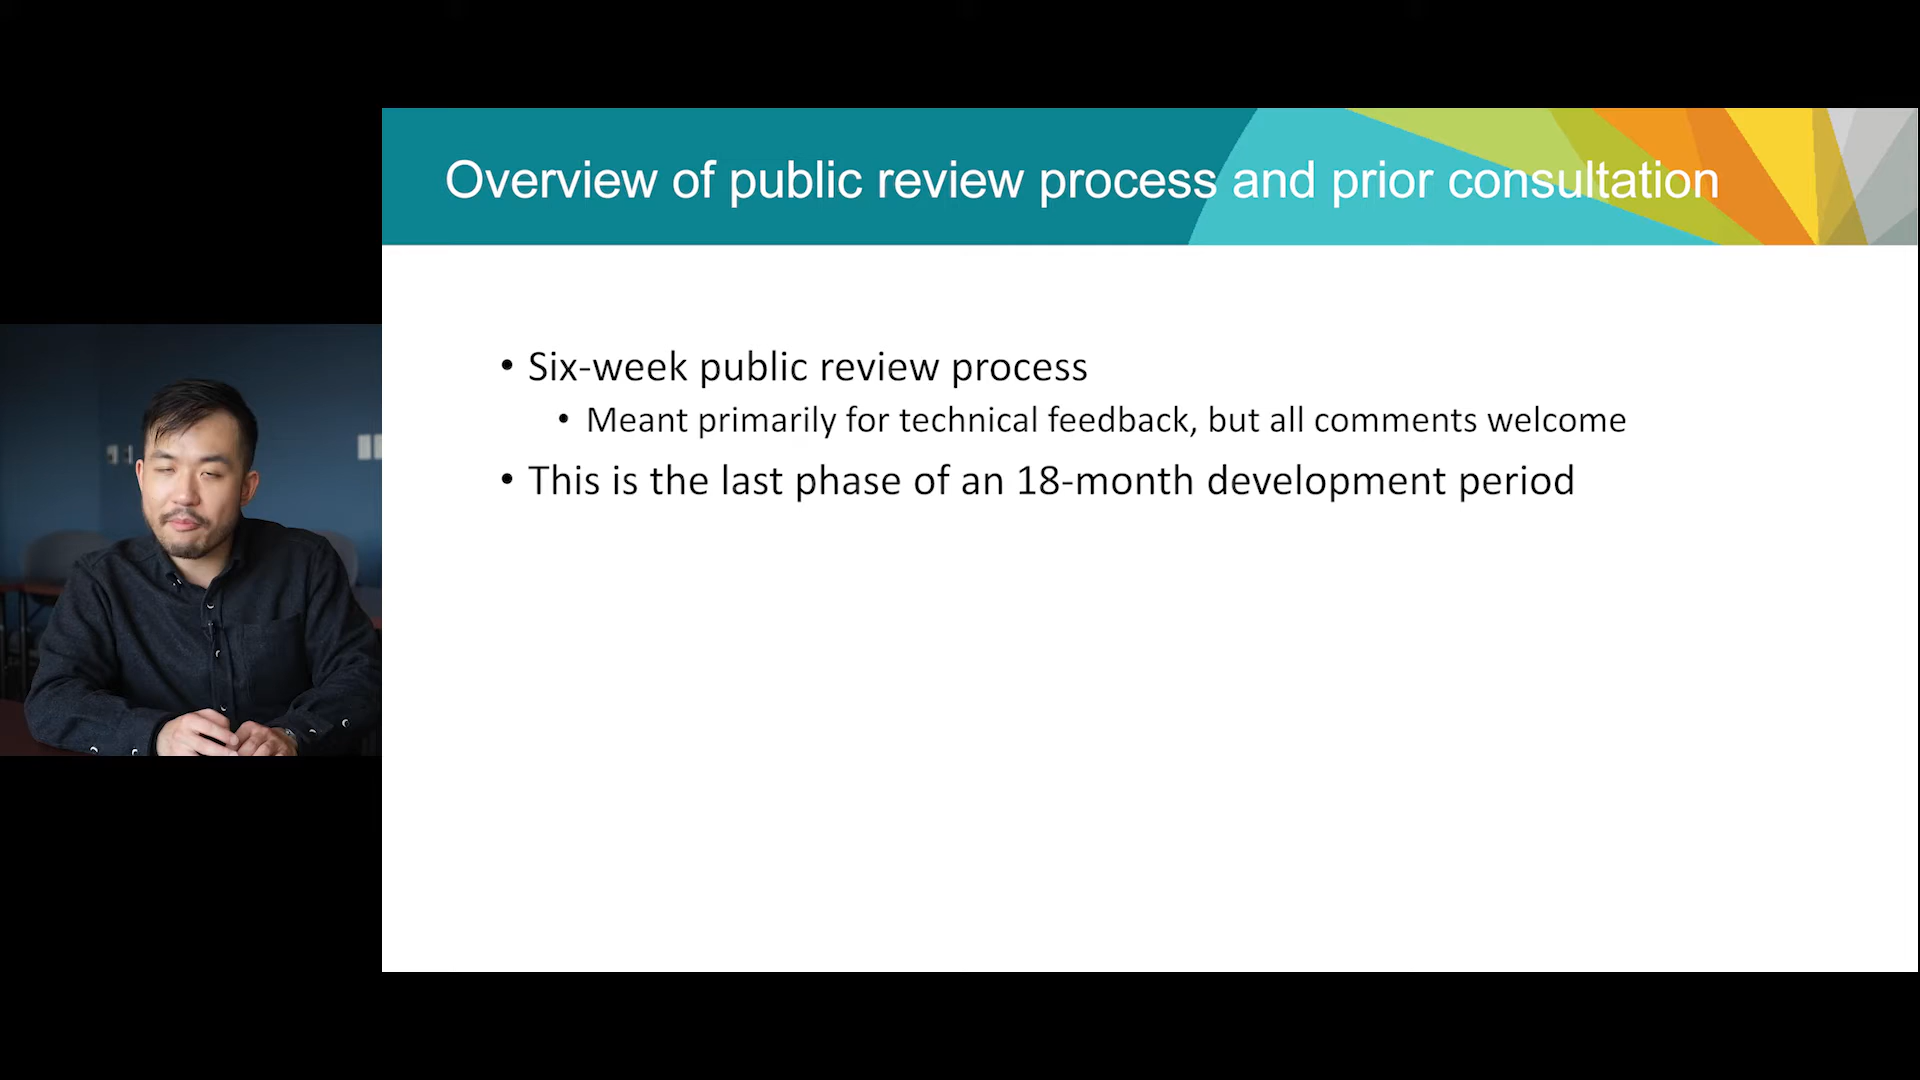 Overview of public review process and prior consultation
• Six-week public review process
• Meant primarily for technical feedback, but all comments welcome
• This is the last phase of an 18-month development period